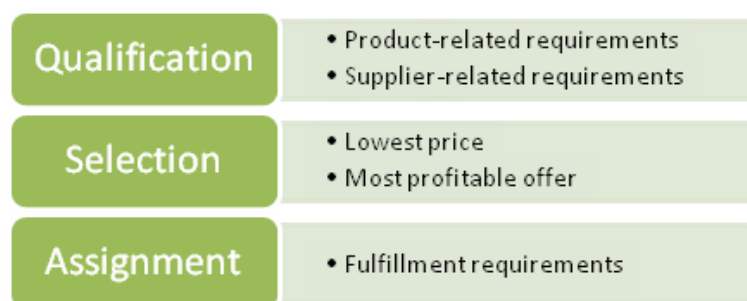 Qualification
• Product-related requirements
• Supplier-related requirements
Selection
• Lowest price
• Most profitable offer
Assignment
• Fulfillment requirements